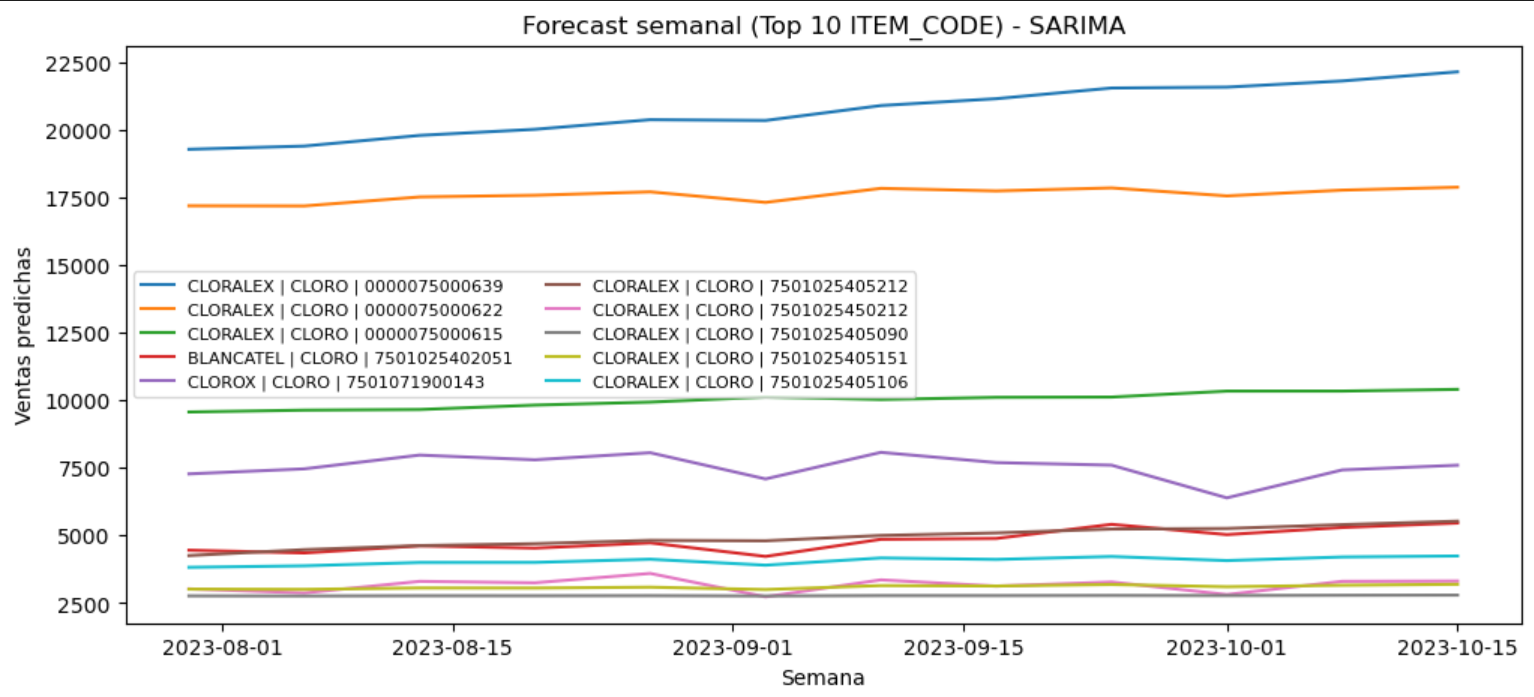 Forecast semanal (Top 10 ITEM_CODE) - SARIMA
22500
20000
17500
15000
12500
10000
7500
5000
2500
Ventas predichas
CLORALEX | CLORO | 0000075000639
CLORALEX | CLORO | 0000075000622
CLORALEX | CLORO | 0000075000615
BLANCATEL | CLORO | 7501025402051
CLOROX | CLORO | 7501071900143
CLORALEX | CLORO | 7501025405212
CLORALEX | CLORO | 7501025450212
CLORALEX | CLORO | 7501025405090
CLORALEX | CLORO | 7501025405151
CLORALEX | CLORO | 7501025405106
2023-08-01
2023-08-15
2023-09-01
2023-09-15
2023-10-01
2023-10-15
Semana